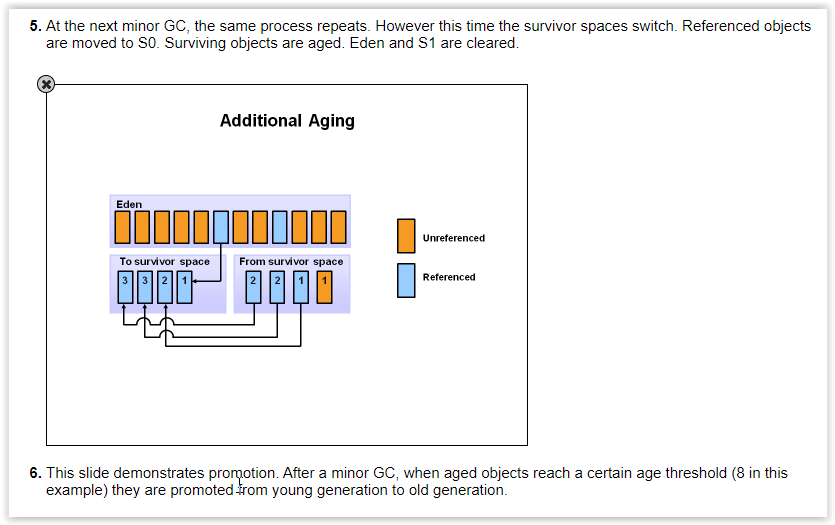 5. At the next minor GC, the same process repeats. However this time the survivor spaces switch. Referenced objects
are moved to S0. Surviving objects are aged. Eden and S1 are cleared.
Additional Aging
Eden
To survivor space
From survivor space
3 3 2 1
2 2 1 1
Unreferenced
Referenced
6. This slide demonstrates promotion. After a minor GC, when aged objects reach a certain age threshold (8 in this
example) they are promoted from young generation to old generation.